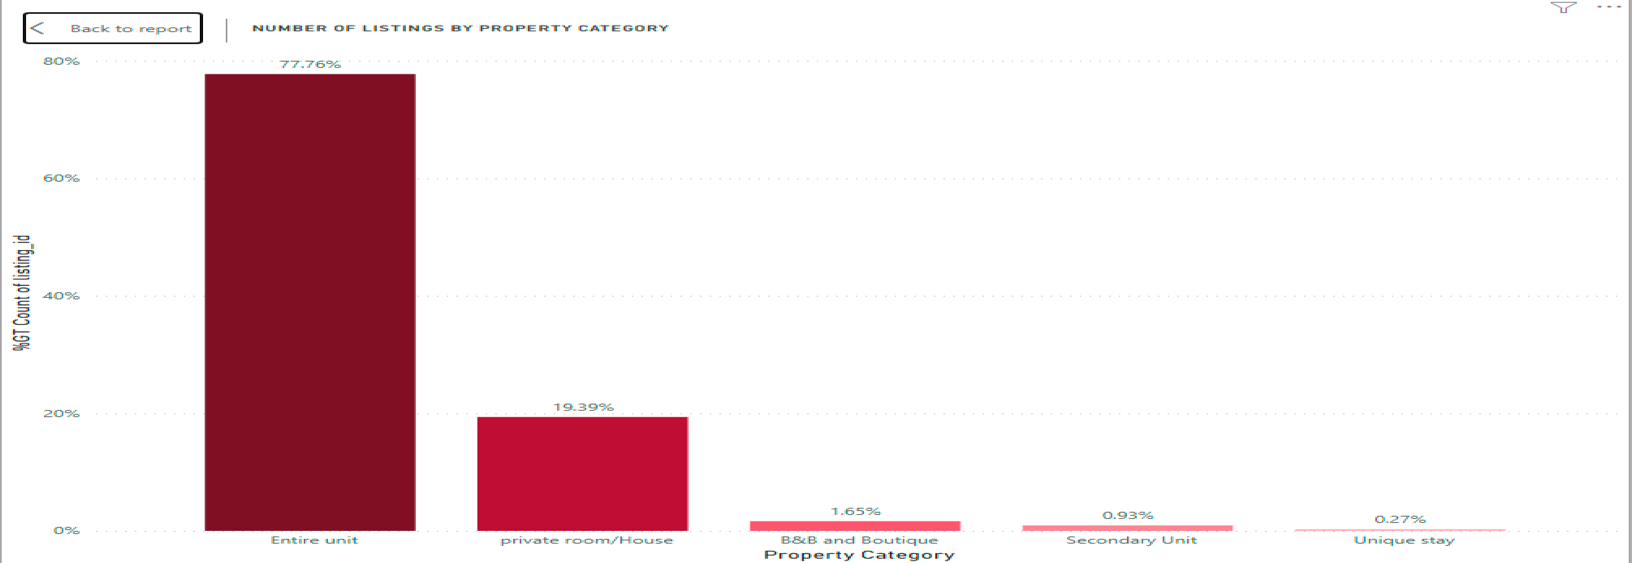 Back to report
NUMBER OF LISTINGS BY PROPERTY CATEGORY
80%
60%
40%
20%
0%
%GT Count of listing_id
77.76%
19.39%
1.65%
0.93%
0.27%
Entire unit
private room/House
B&B and Boutique
Secondary Unit
Unique stay
Property Category